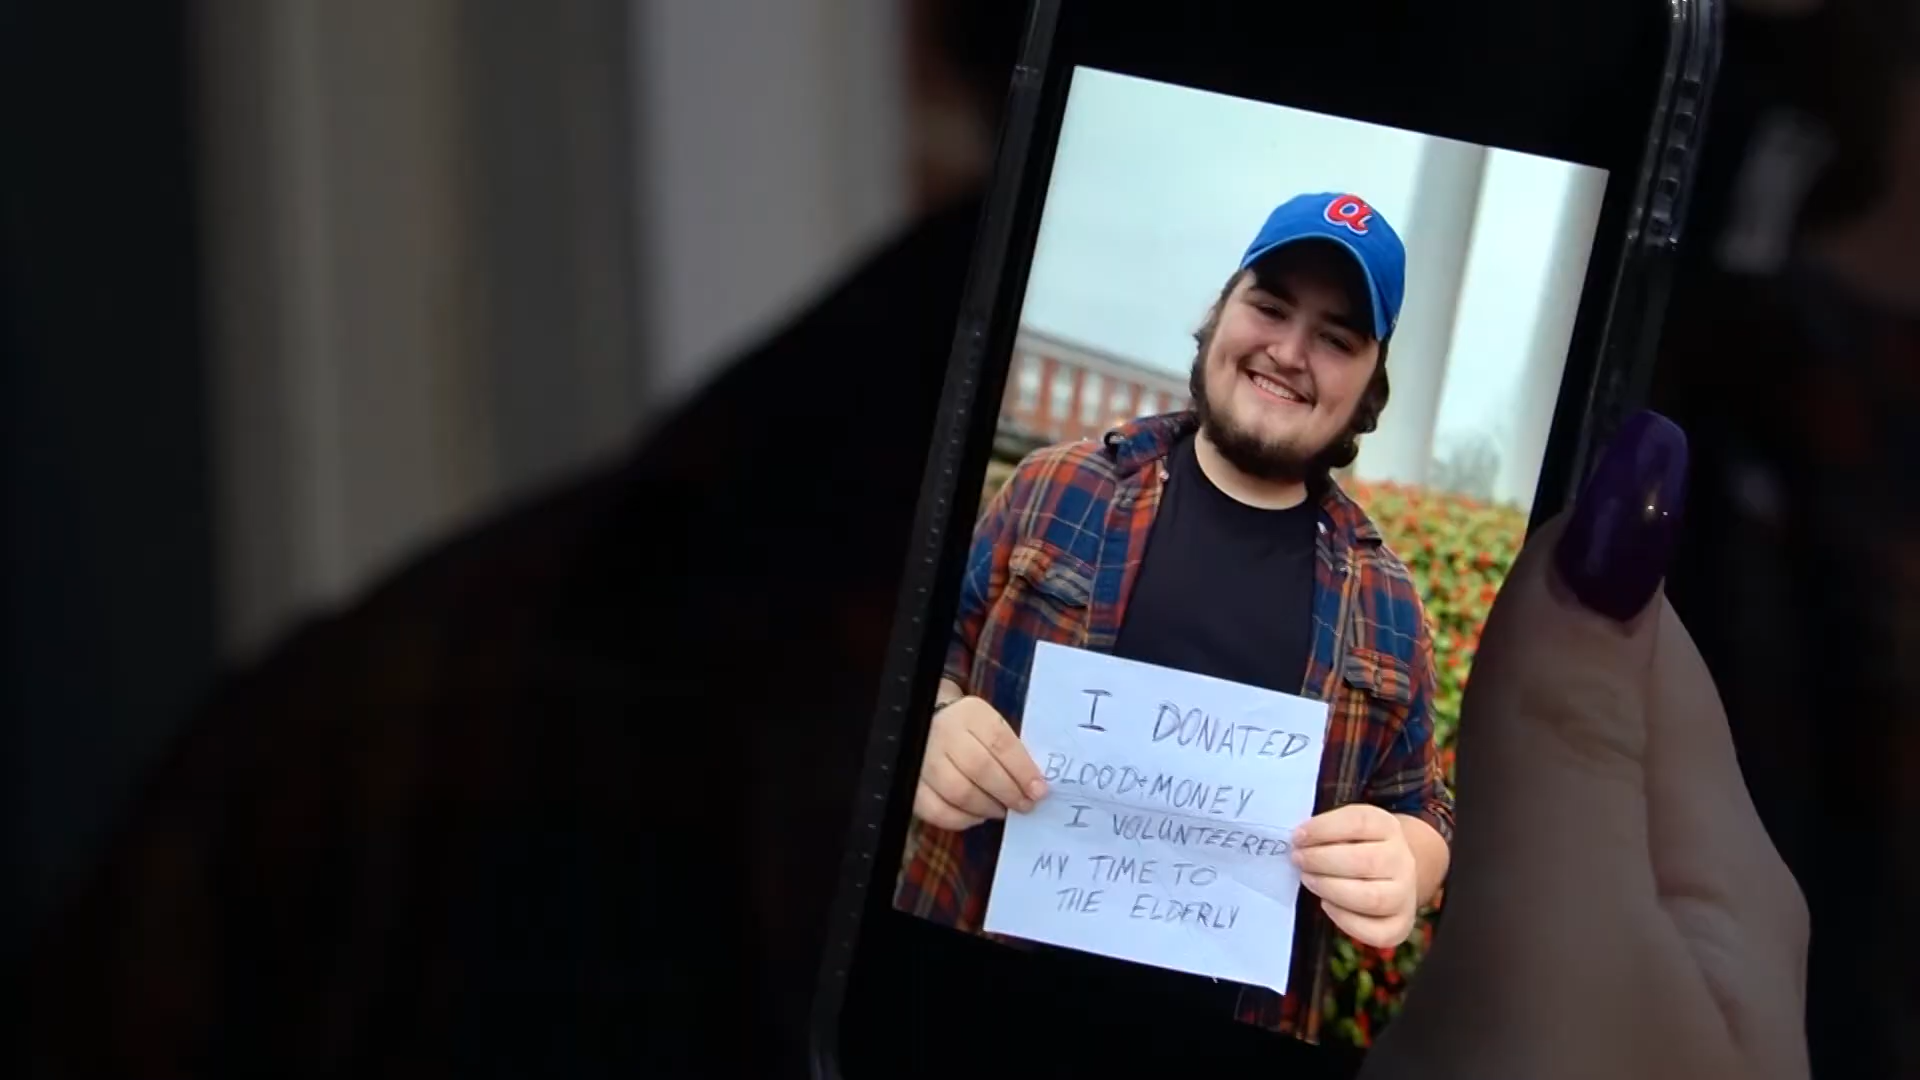 a
I DONATED
BLOOD + MONEY
I VOLUNTEERED
MY TIME TO
THE ELDERLY